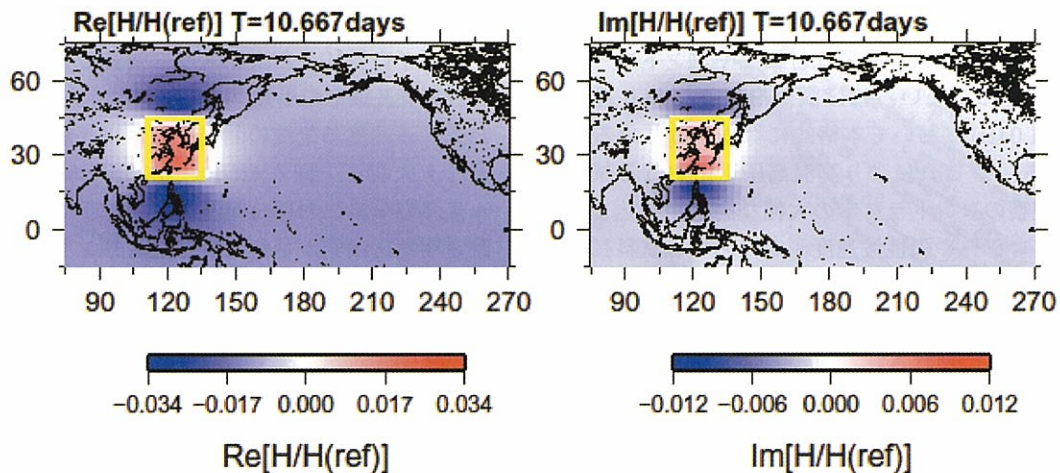 Re[H/H(ref)] T=10.667days
60
30
0
90 120 150 180 210 240 270
−0.034 −0.017 0.000 0.017 0.034
Re[H/H(ref)]
Im[H/H(ref)] T=10.667days
60
30
0
90 120 150 180 210 240 270
−0.012 −0.006 0.000 0.006 0.012
Im[H/H(ref)]